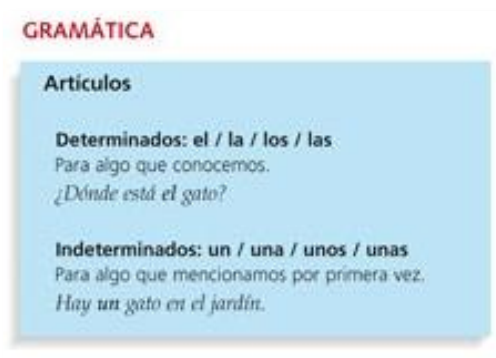 GRAMÁTICA
Artículos
Determinados: el / la / los / las
Para algo que conocemos.
¿Dónde está el gato?
Indeterminados: un / una / unos / unas
Para algo que mencionamos por primera vez.
Hay un gato en el jardín.